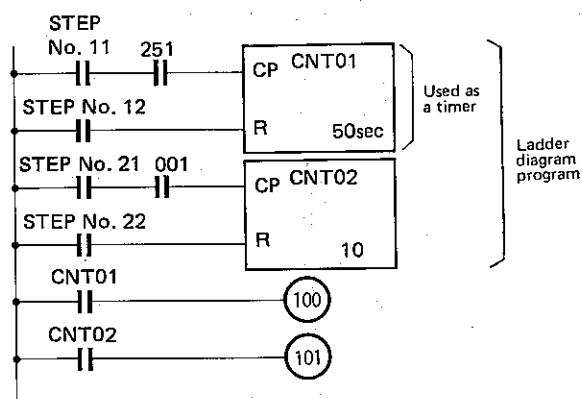 STEP
No. 11 251
CP CNT01
Used as
a timer
STEP No. 12
R 50sec
Ladder
diagram
program
STEP No. 21 001
CP CNT02
STEP No. 22
R 10
CNT01
100
CNT02
101